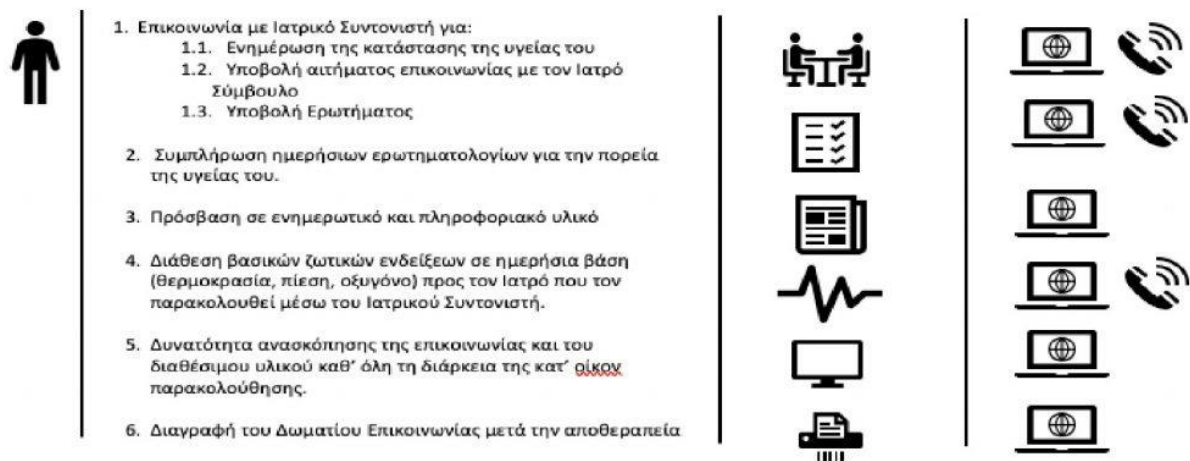 1. Επικοινωνία με Ιατρικό Συντονιστή για:
1.1. Ενημέρωση της κατάστασης της υγείας του
1.2. Υποβολή αιτήματος επικοινωνίας με τον Ιατρό
Σύμβουλο
1.3. Υποβολή Ερωτήματος
2. Συμπλήρωση ημερήσιων ερωτηματολογίων για την πορεία
της υγείας του.
3. Πρόσβαση σε ενημερωτικό και πληροφοριακό υλικό
4. Διάθεση βασικών ζωτικών ενδείξεων σε ημερήσια βάση
(θερμοκρασία, πίεση, οξυγόνο) προς τον Ιατρό που τον
παρακολουθεί μέσω του Ιατρικού Συντονιστή.
5. Δυνατότητα ανασκόπησης της επικοινωνίας και του
διαθέσιμου υλικού καθ’ όλη τη διάρκεια της κατ’ οίκον
παρακολούθησης.
6. Διαγραφή του Δωματίου Επικοινωνίας μετά την αποθεραπεία